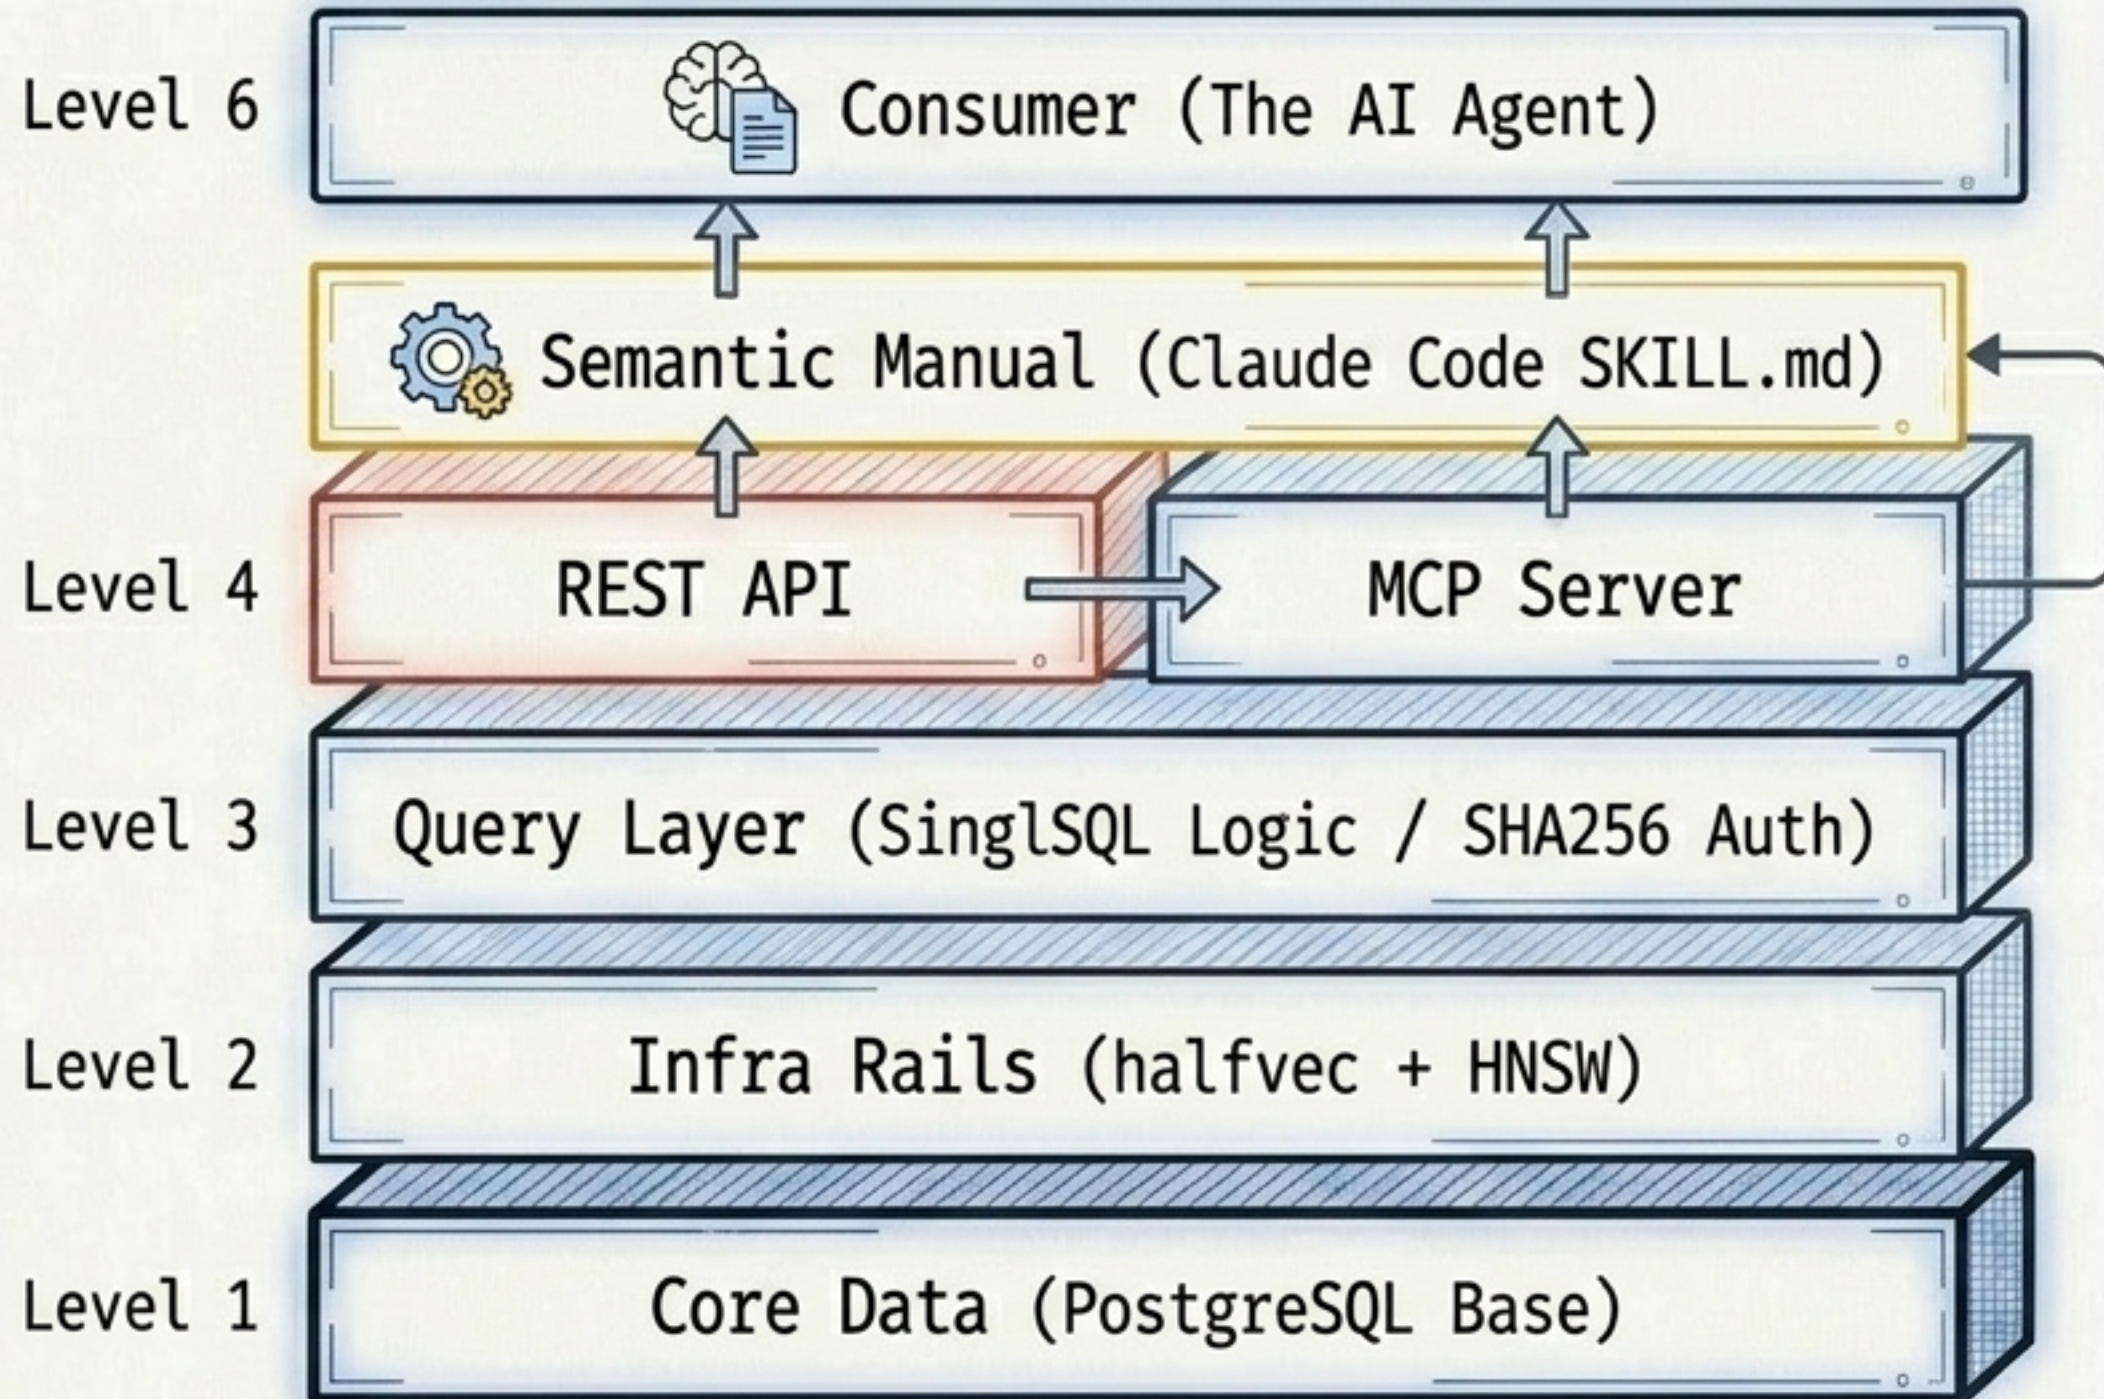 Level 6
Consumer (The AI Agent)
Semantic Manual (Claude Code SKILL.md)
Level 4
REST API
MCP Server
Level 3
Query Layer (SinglSQL Logic / SHA256 Auth)
Level 2
Infra Rails (halfvec + HNSW)
Level 1
Core Data (PostgreSQL Base)